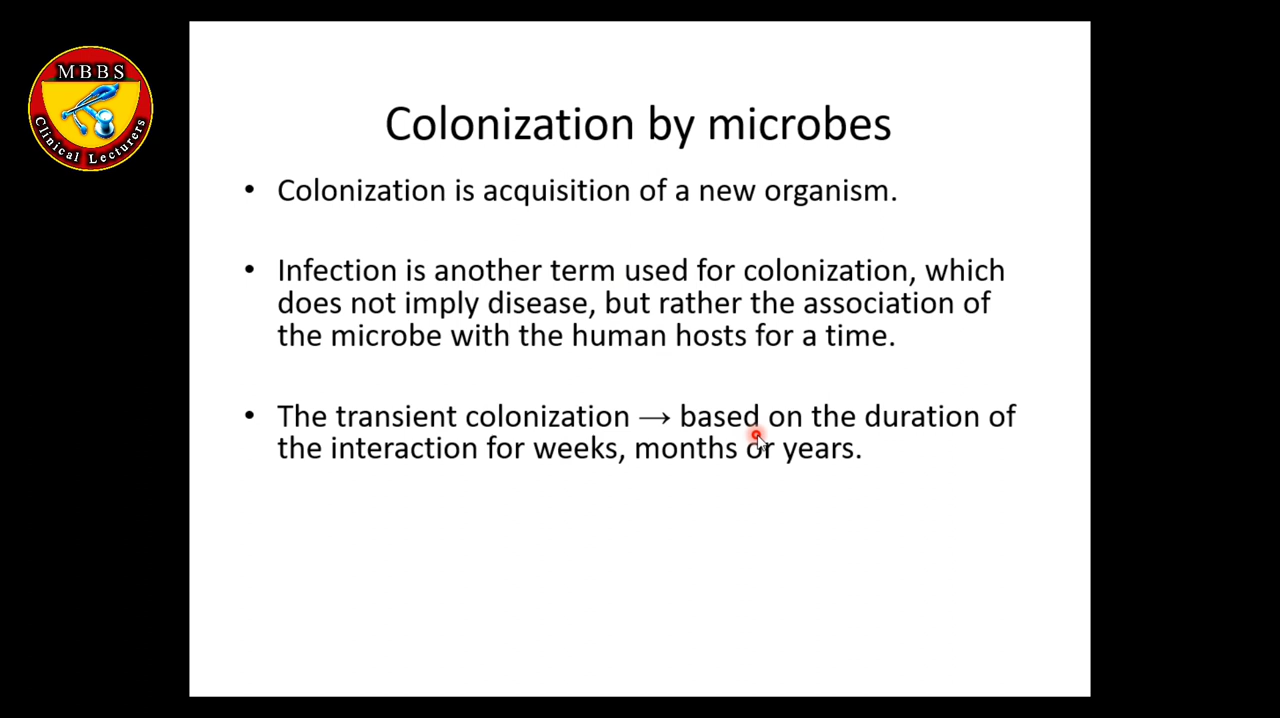 MBBS
Clinical Lecturers
Colonization by microbes
• Colonization is acquisition of a new organism.
• Infection is another term used for colonization, which
does not imply disease, but rather the association of
the microbe with the human hosts for a time.
• The transient colonization → based on the duration of
the interaction for weeks, months or years.